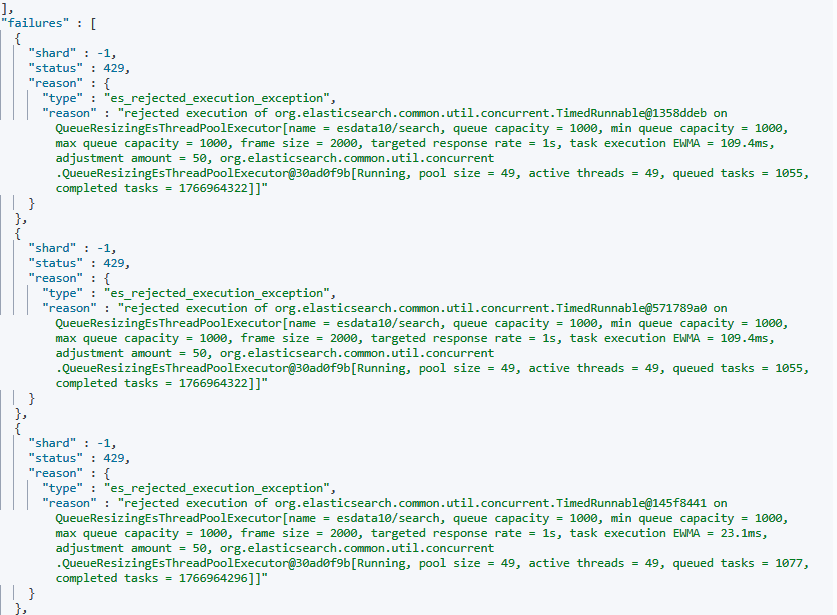 ],
"failures" : [
{
"shard" : -1,
"status" : 429,
"reason" : {
"type" : "es_rejected_execution_exception",
"reason" : "rejected execution of org.elasticsearch.common.util.concurrent.TimedRunnable@1358ddeb on
QueueResizingEsThreadPoolExecutor[name = esdata10/search, queue capacity = 1000, min queue capacity = 1000,
max queue capacity = 1000, frame size = 2000, targeted response rate = 1s, task execution EWMA = 109.4ms,
adjustment amount = 50, org.elasticsearch.common.util.concurrent
.QueueResizingEsThreadPoolExecutor@30ad0f9b[Running, pool size = 49, active threads = 49, queued tasks = 1055,
completed tasks = 1766964322]]"
}
},
{
"shard" : -1,
"status" : 429,
"reason" : {
"type" : "es_rejected_execution_exception",
"reason" : "rejected execution of org.elasticsearch.common.util.concurrent.TimedRunnable@571789a0 on
QueueResizingEsThreadPoolExecutor[name = esdata10/search, queue capacity = 1000, min queue capacity = 1000,
max queue capacity = 1000, frame size = 2000, targeted response rate = 1s, task execution EWMA = 109.4ms,
adjustment amount = 50, org.elasticsearch.common.util.concurrent
.QueueResizingEsThreadPoolExecutor@30ad0f9b[Running, pool size = 49, active threads = 49, queued tasks = 1055,
completed tasks = 1766964322]]"
}
},
{
"shard" : -1,
"status" : 429,
"reason" : {
"type" : "es_rejected_execution_exception",
"reason" : "rejected execution of org.elasticsearch.common.util.concurrent.TimedRunnable@145f8441 on
QueueResizingEsThreadPoolExecutor[name = esdata10/search, queue capacity = 1000, min queue capacity = 1000,
max queue capacity = 1000, frame size = 2000, targeted response rate = 1s, task execution EWMA = 23.1ms,
adjustment amount = 50, org.elasticsearch.common.util.concurrent
.QueueResizingEsThreadPoolExecutor@30ad0f9b[Running, pool size = 49, active threads = 49, queued tasks = 1077,
completed tasks = 1766964296]]"
}
},